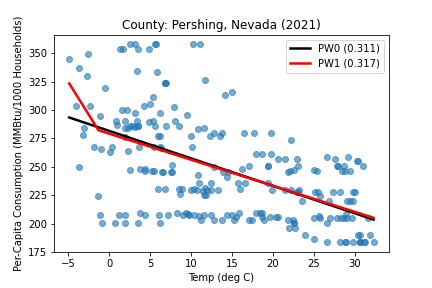 County: Pershing, Nevada (2021)
PW0 (0.311)
PW1 (0.317)
Per-Capita Consumption (MMBtu/1000 Households)
350
325
300
275
250
225
200
175
−5 0 5 10 15 20 25 30
Temp (deg C)